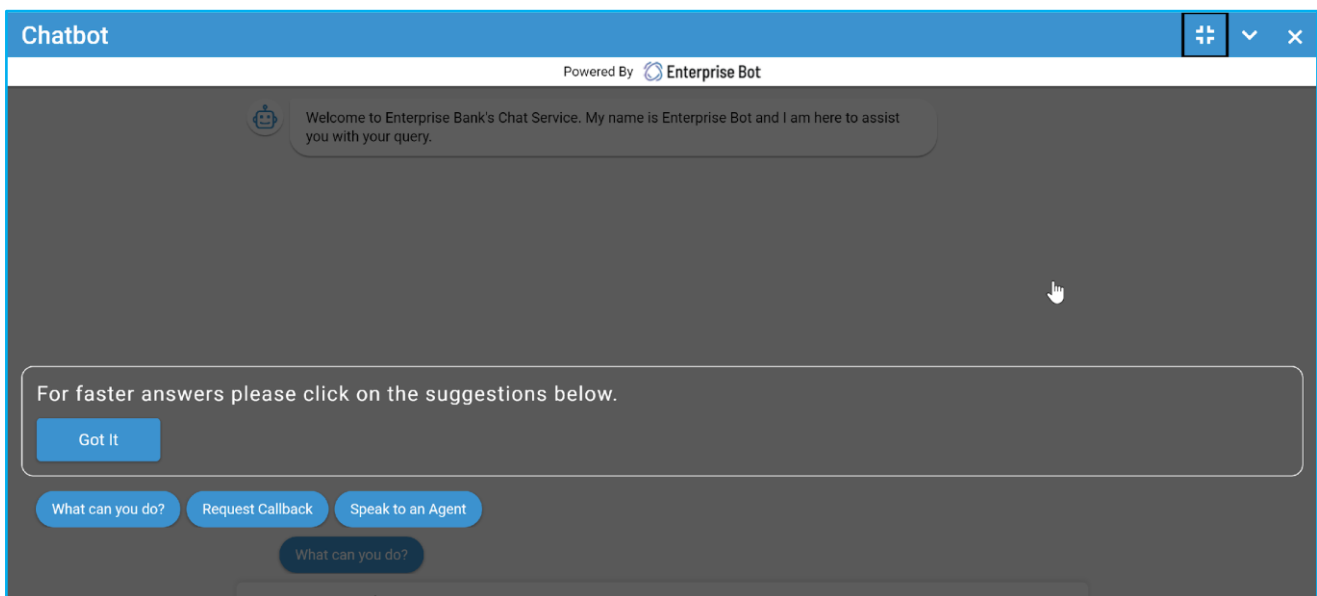 Chatbot
Powered By Enterprise Bot
Welcome to Enterprise Bank's Chat Service. My name is Enterprise Bot and I am here to assist
you with your query.
For faster answers please click on the suggestions below.
Got It
What can you do? Request Callback Speak to an Agent
What can you do?